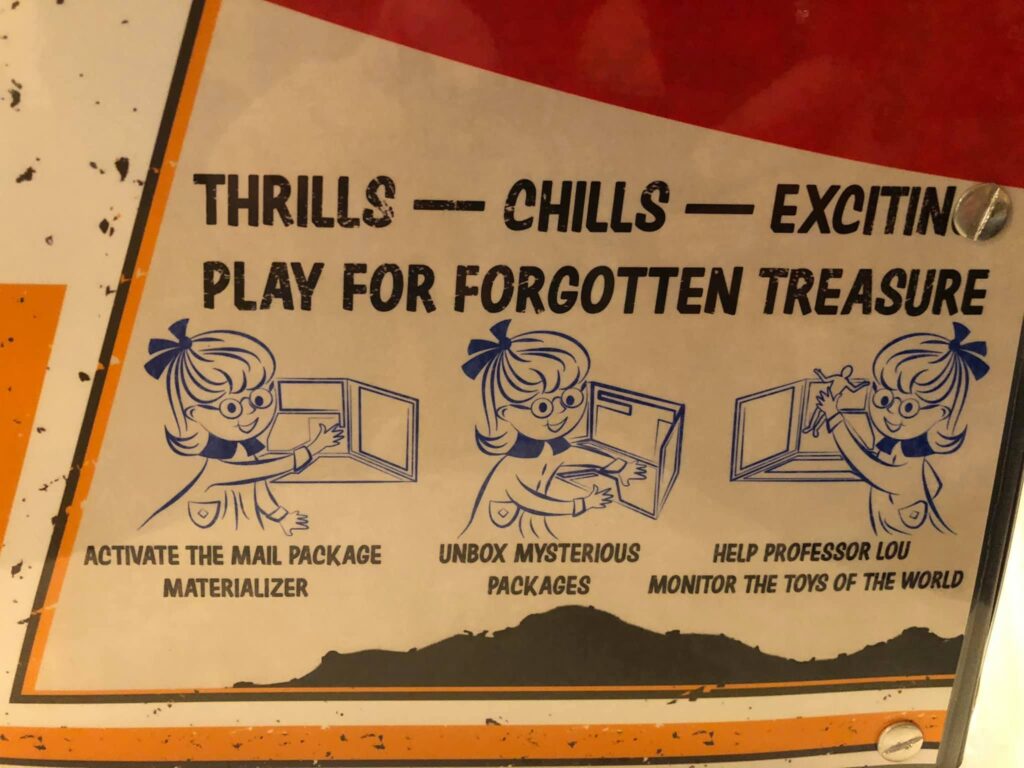 THRILLS — CHILLS — EXCITIN
PLAY FOR FORGOTTEN TREASURE
ACTIVATE THE MAIL PACKAGE
MATERIALIZER
UNBOX MYSTERIOUS
PACKAGES
HELP PROFESSOR LOU
MONITOR THE TOYS OF THE WORLD